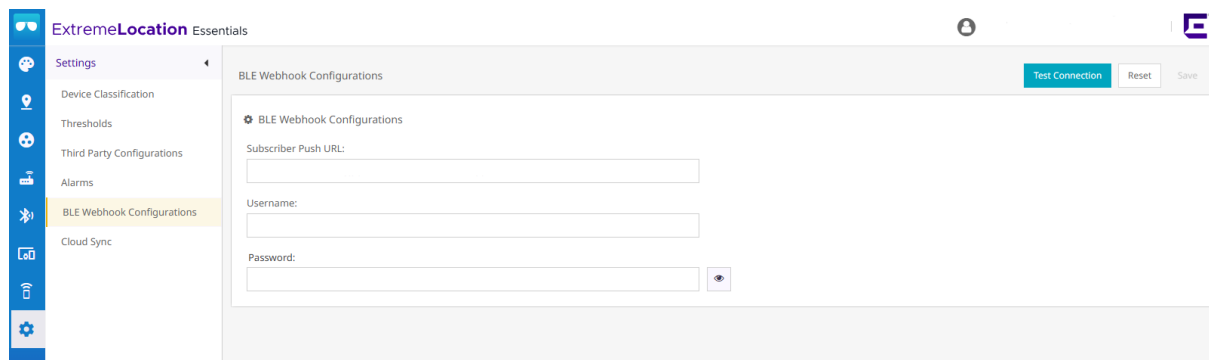 ExtremeLocation Essentials
Settings
Device Classification
Thresholds
Third Party Configurations
Alarms
BLE Webhook Configurations
Cloud Sync
BLE Webhook Configurations
Test Connection
Reset
Save
BLE Webhook Configurations
Subscriber Push URL:
Username:
Password: